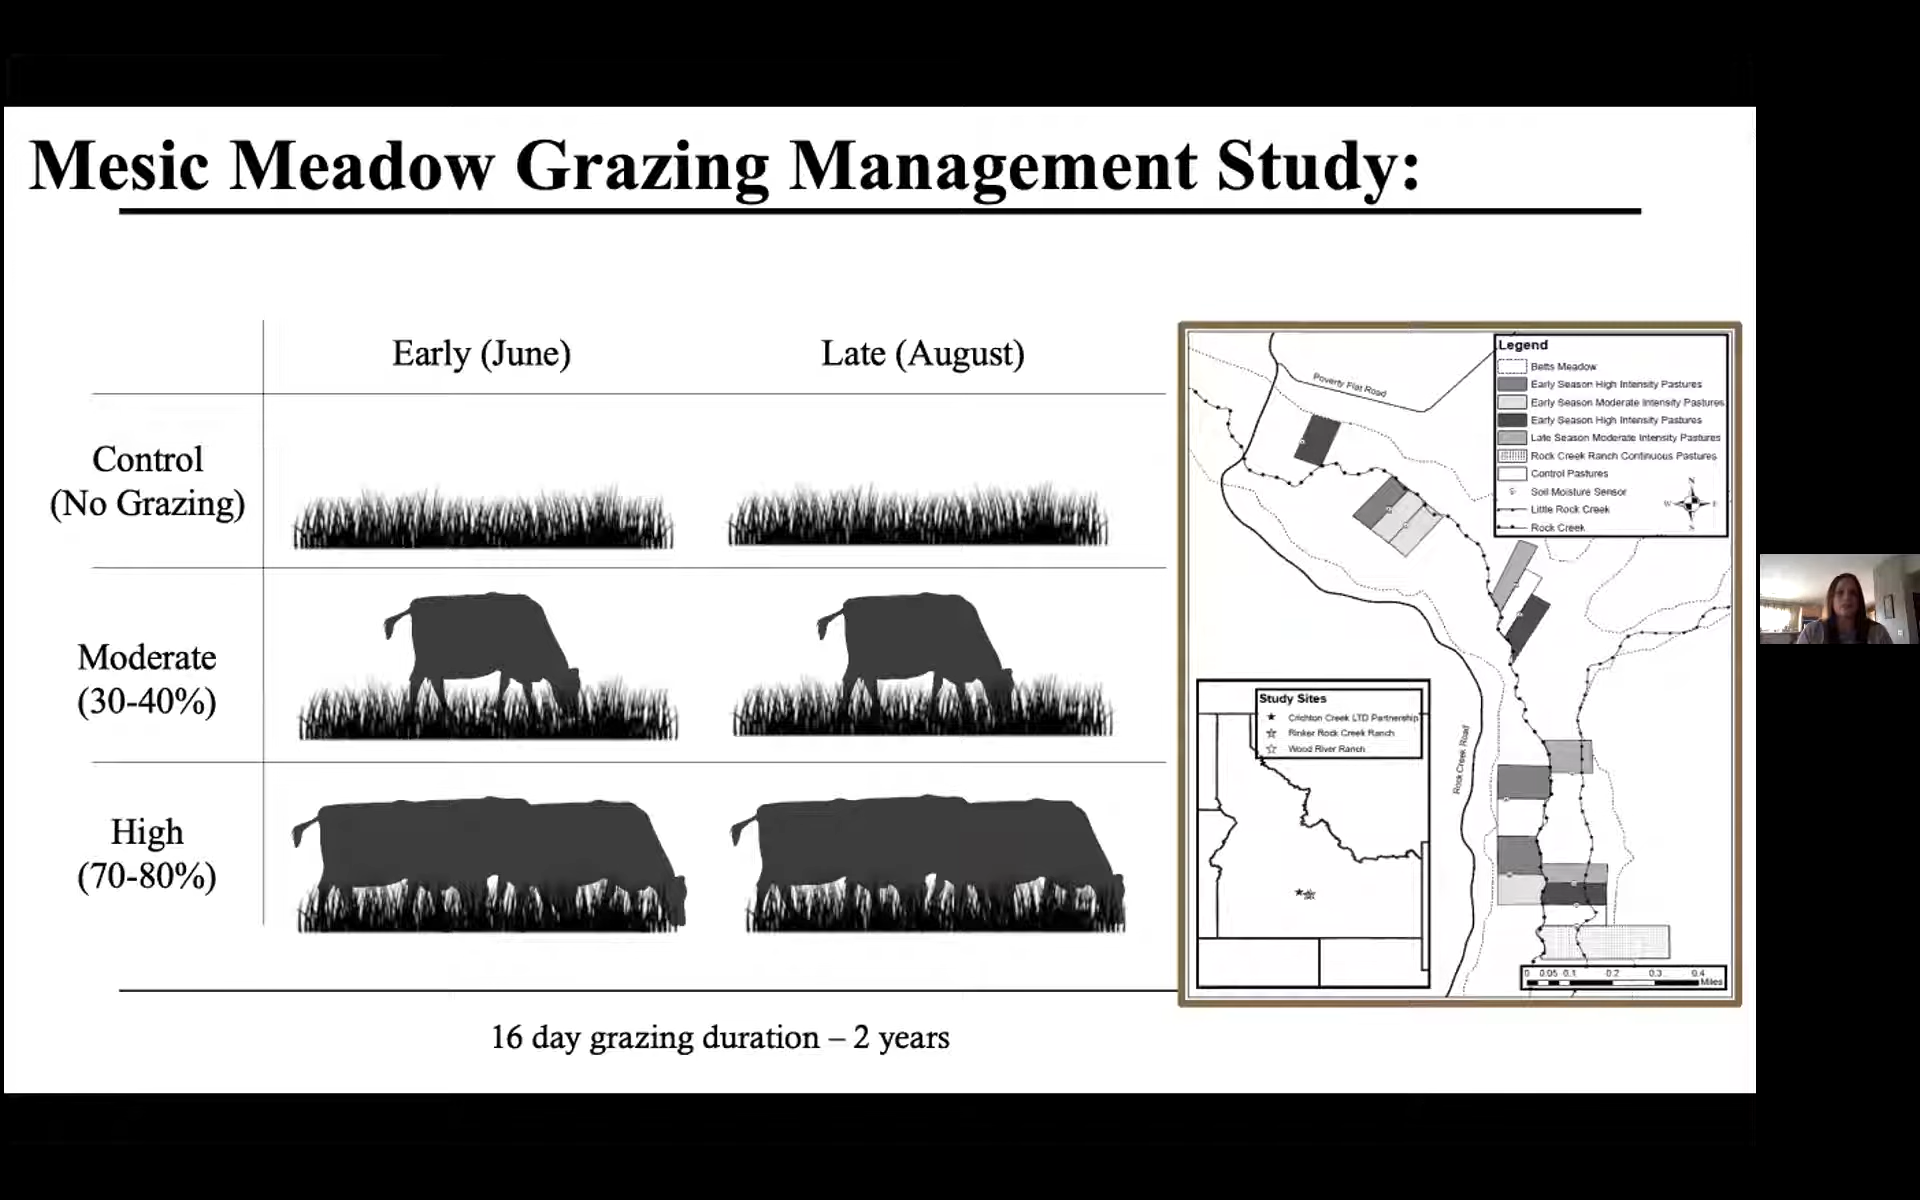 Mesic Meadow Grazing Management Study:
Early (June)
Late (August)
Control
(No Grazing)
Moderate
(30-40%)
High
(70-80%)
16 day grazing duration – 2 years
Poverty Flat Road
Rock Creek Road
Legend
Betts Meadow
Early Season High Intensity Pastures
Early Season Moderate Intensity Pastures
Early Season High Intensity Pastures
Late Season Moderate Intensity Pastures
Rock Creek Ranch Continuous Pastures
Control Pastures
Soil Moisture Sensor
Little Rock Creek
Rock Creek
N
W E
S
Study Sites
Crichton Creek LTD Partnership
Rinker Rock Creek Ranch
Wood River Ranch
0 0.05 0.1 0.2 0.3 0.4
Miles